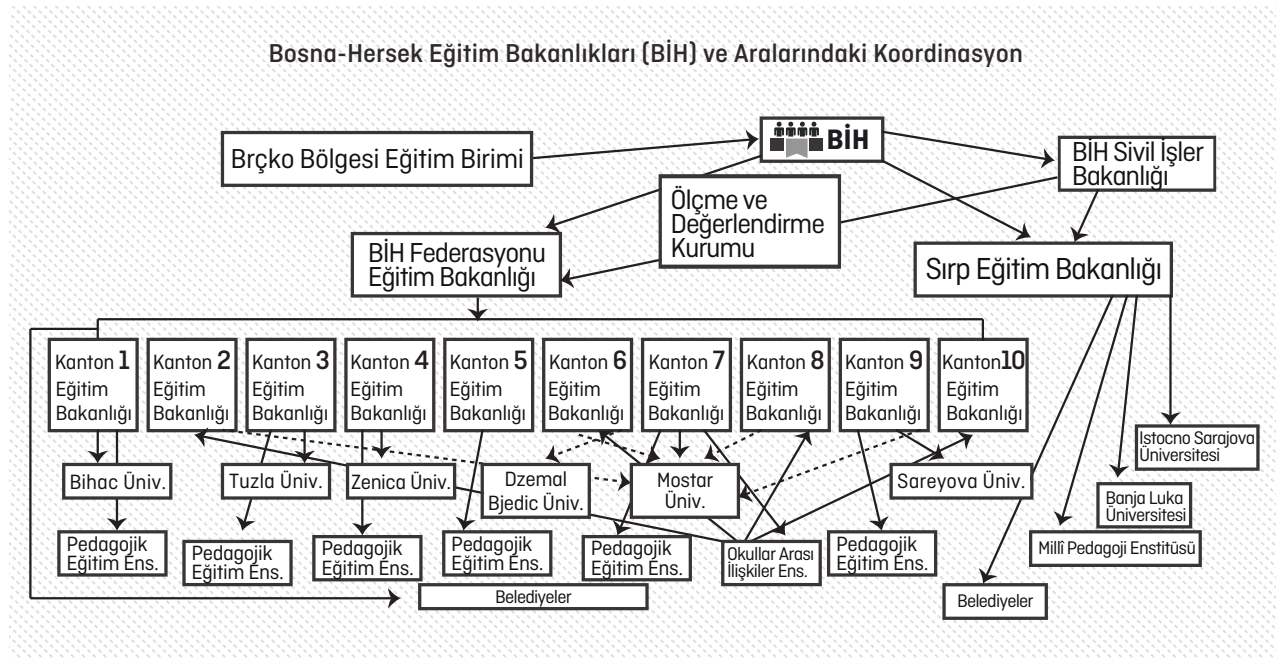 Bosna-Hersek Eğitim Bakanlıkları (BİH) ve Aralarındaki Koordinasyon
BİH
Brçko Bölgesi Eğitim Birimi
BİH Sivil İşler
Bakanlığı
Ölçme ve
Değerlendirme
Kurumu
BİH Federasyonu
Eğitim Bakanlığı
Sırp Eğitim Bakanlığı
Kanton 1
Eğitim
Bakanlığı
Kanton 2
Eğitim
Bakanlığı
Kanton 3
Eğitim
Bakanlığı
Kanton 4
Eğitim
Bakanlığı
Kanton 5
Eğitim
Bakanlığı
Kanton 6
Eğitim
Bakanlığı
Kanton 7
Eğitim
Bakanlığı
Kanton 8
Eğitim
Bakanlığı
Kanton 9
Eğitim
Bakanlığı
Kanton10
Eğitim
Bakanlığı
Istocno Sarajova
Üniversitesi
Bihac Üniv.
Tuzla Üniv.
Zenica Üniv.
Dzemal
Bjedic Üniv.
Mostar
Üniv.
Sareyova Üniv.
Banja Luka
Üniversitesi
Pedagojik
Eğitim Ens.
Pedagojik
Eğitim Ens.
Pedagojik
Eğitim Ens.
Pedagojik
Eğitim Ens.
Pedagojik
Eğitim Ens.
Okullar Arası
İlişkiler Ens.
Pedagojik
Eğitim Ens.
Millî Pedagoji Enstitüsü
Belediyeler
Belediyeler